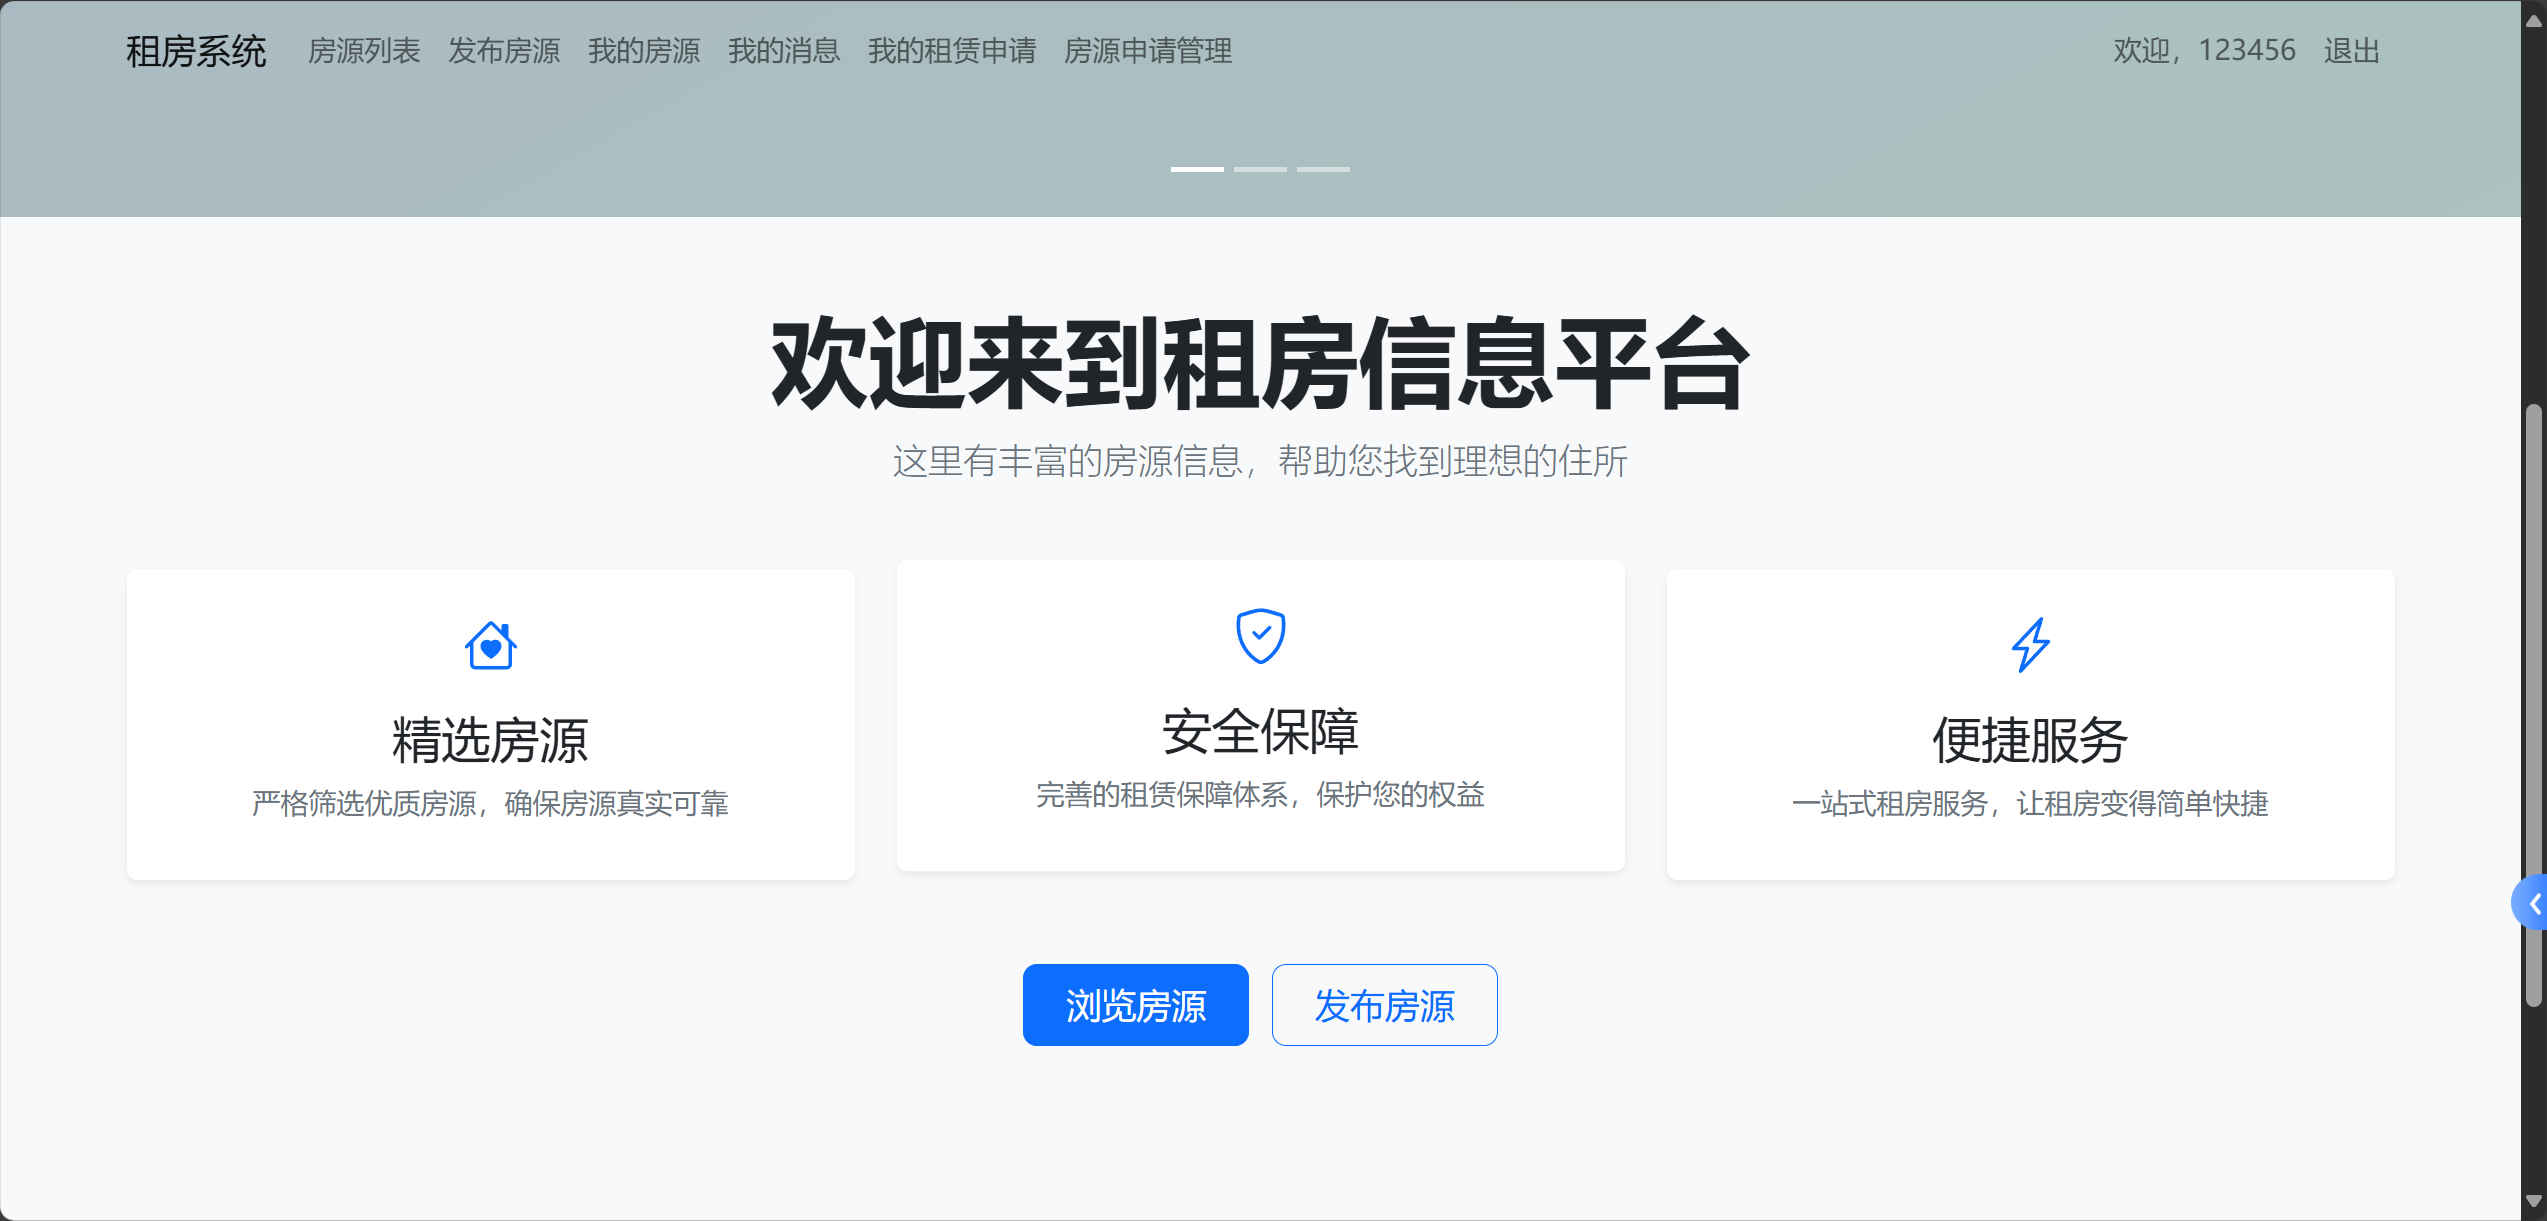 租房系统 房源列表 发布房源 我的房源 我的消息 我的租赁申请 房源申请管理 欢迎，123456 退出
欢迎来到租房信息平台
这里有丰富的房源信息，帮助您找到理想的住所
精选房源
严格筛选优质房源，确保房源真实可靠
安全保障
完善的租赁保障体系，保护您的权益
便捷服务
一站式租房服务，让租房变得简单快捷
浏览房源 发布房源